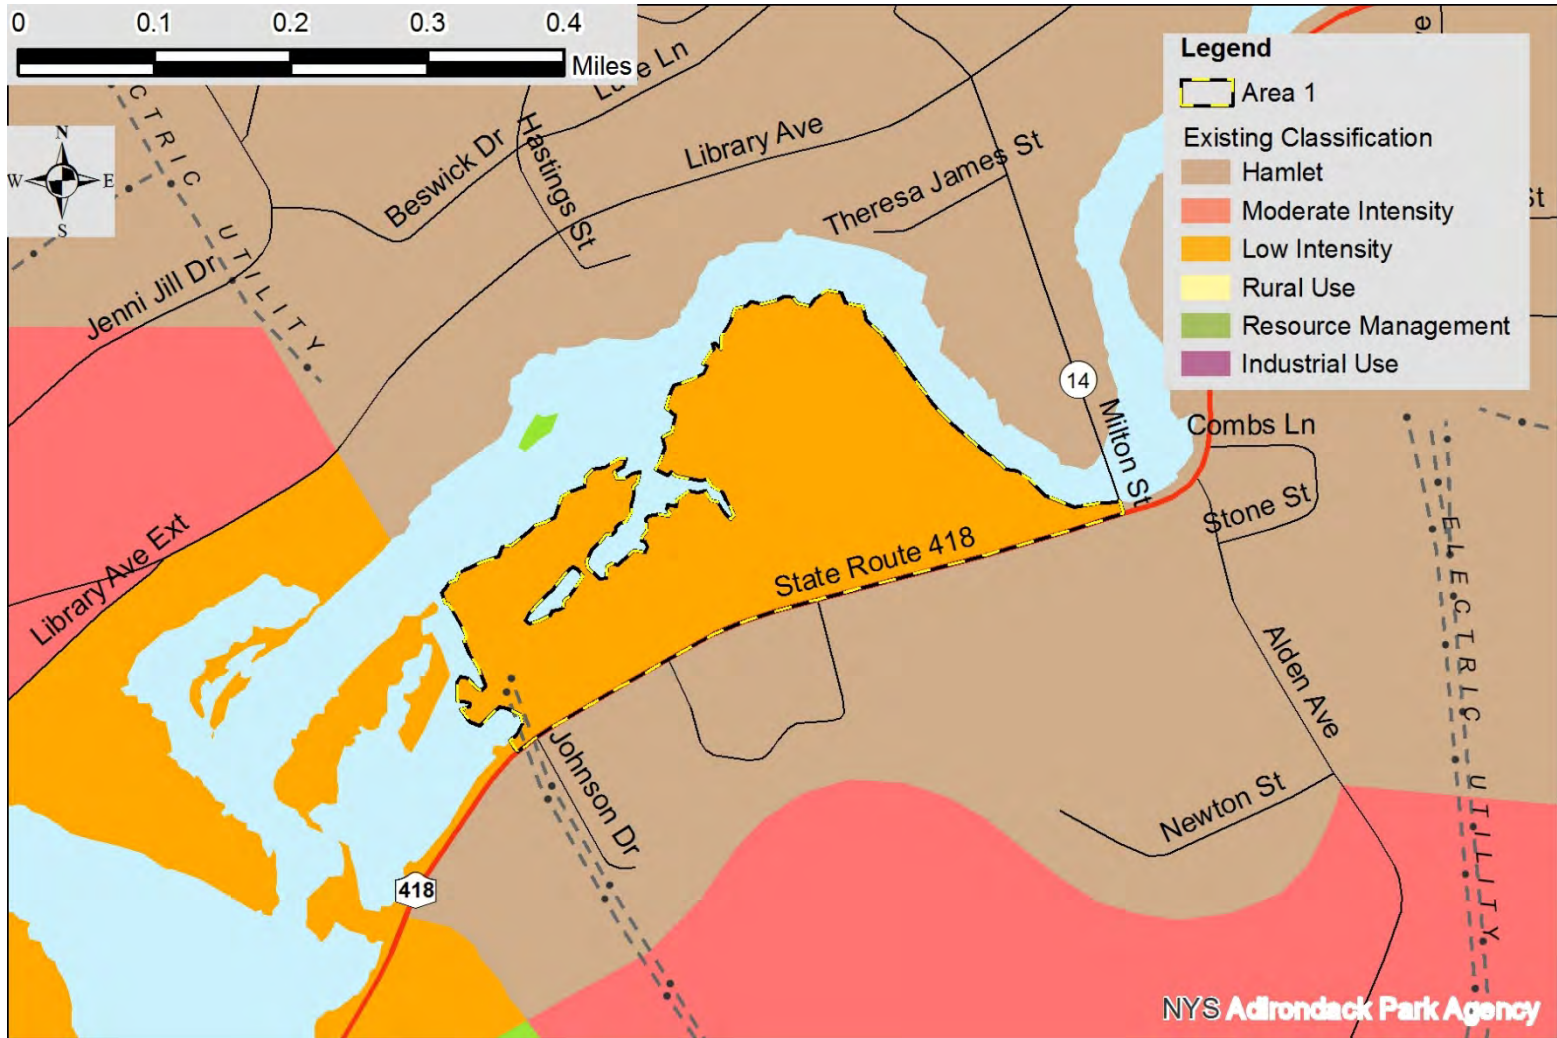 0 0.1 0.2 0.3 0.4
Miles
N
W E
S
Legend
Area 1
Existing Classification
Hamlet
Moderate Intensity
Low Intensity
Rural Use
Resource Management
Industrial Use
CTRIC UTILITY
Beswick Dr
Hastings St
Library Ave
Theresa James St
St
Jenni Jill Dr
14
Milton St
Combs Ln
Stone St
Library Ave Ext
State Route 418
ELECTRIC UTILITY
Alden Ave
Johnson Dr
Newton St
418
NYS Adirondack Park Agency